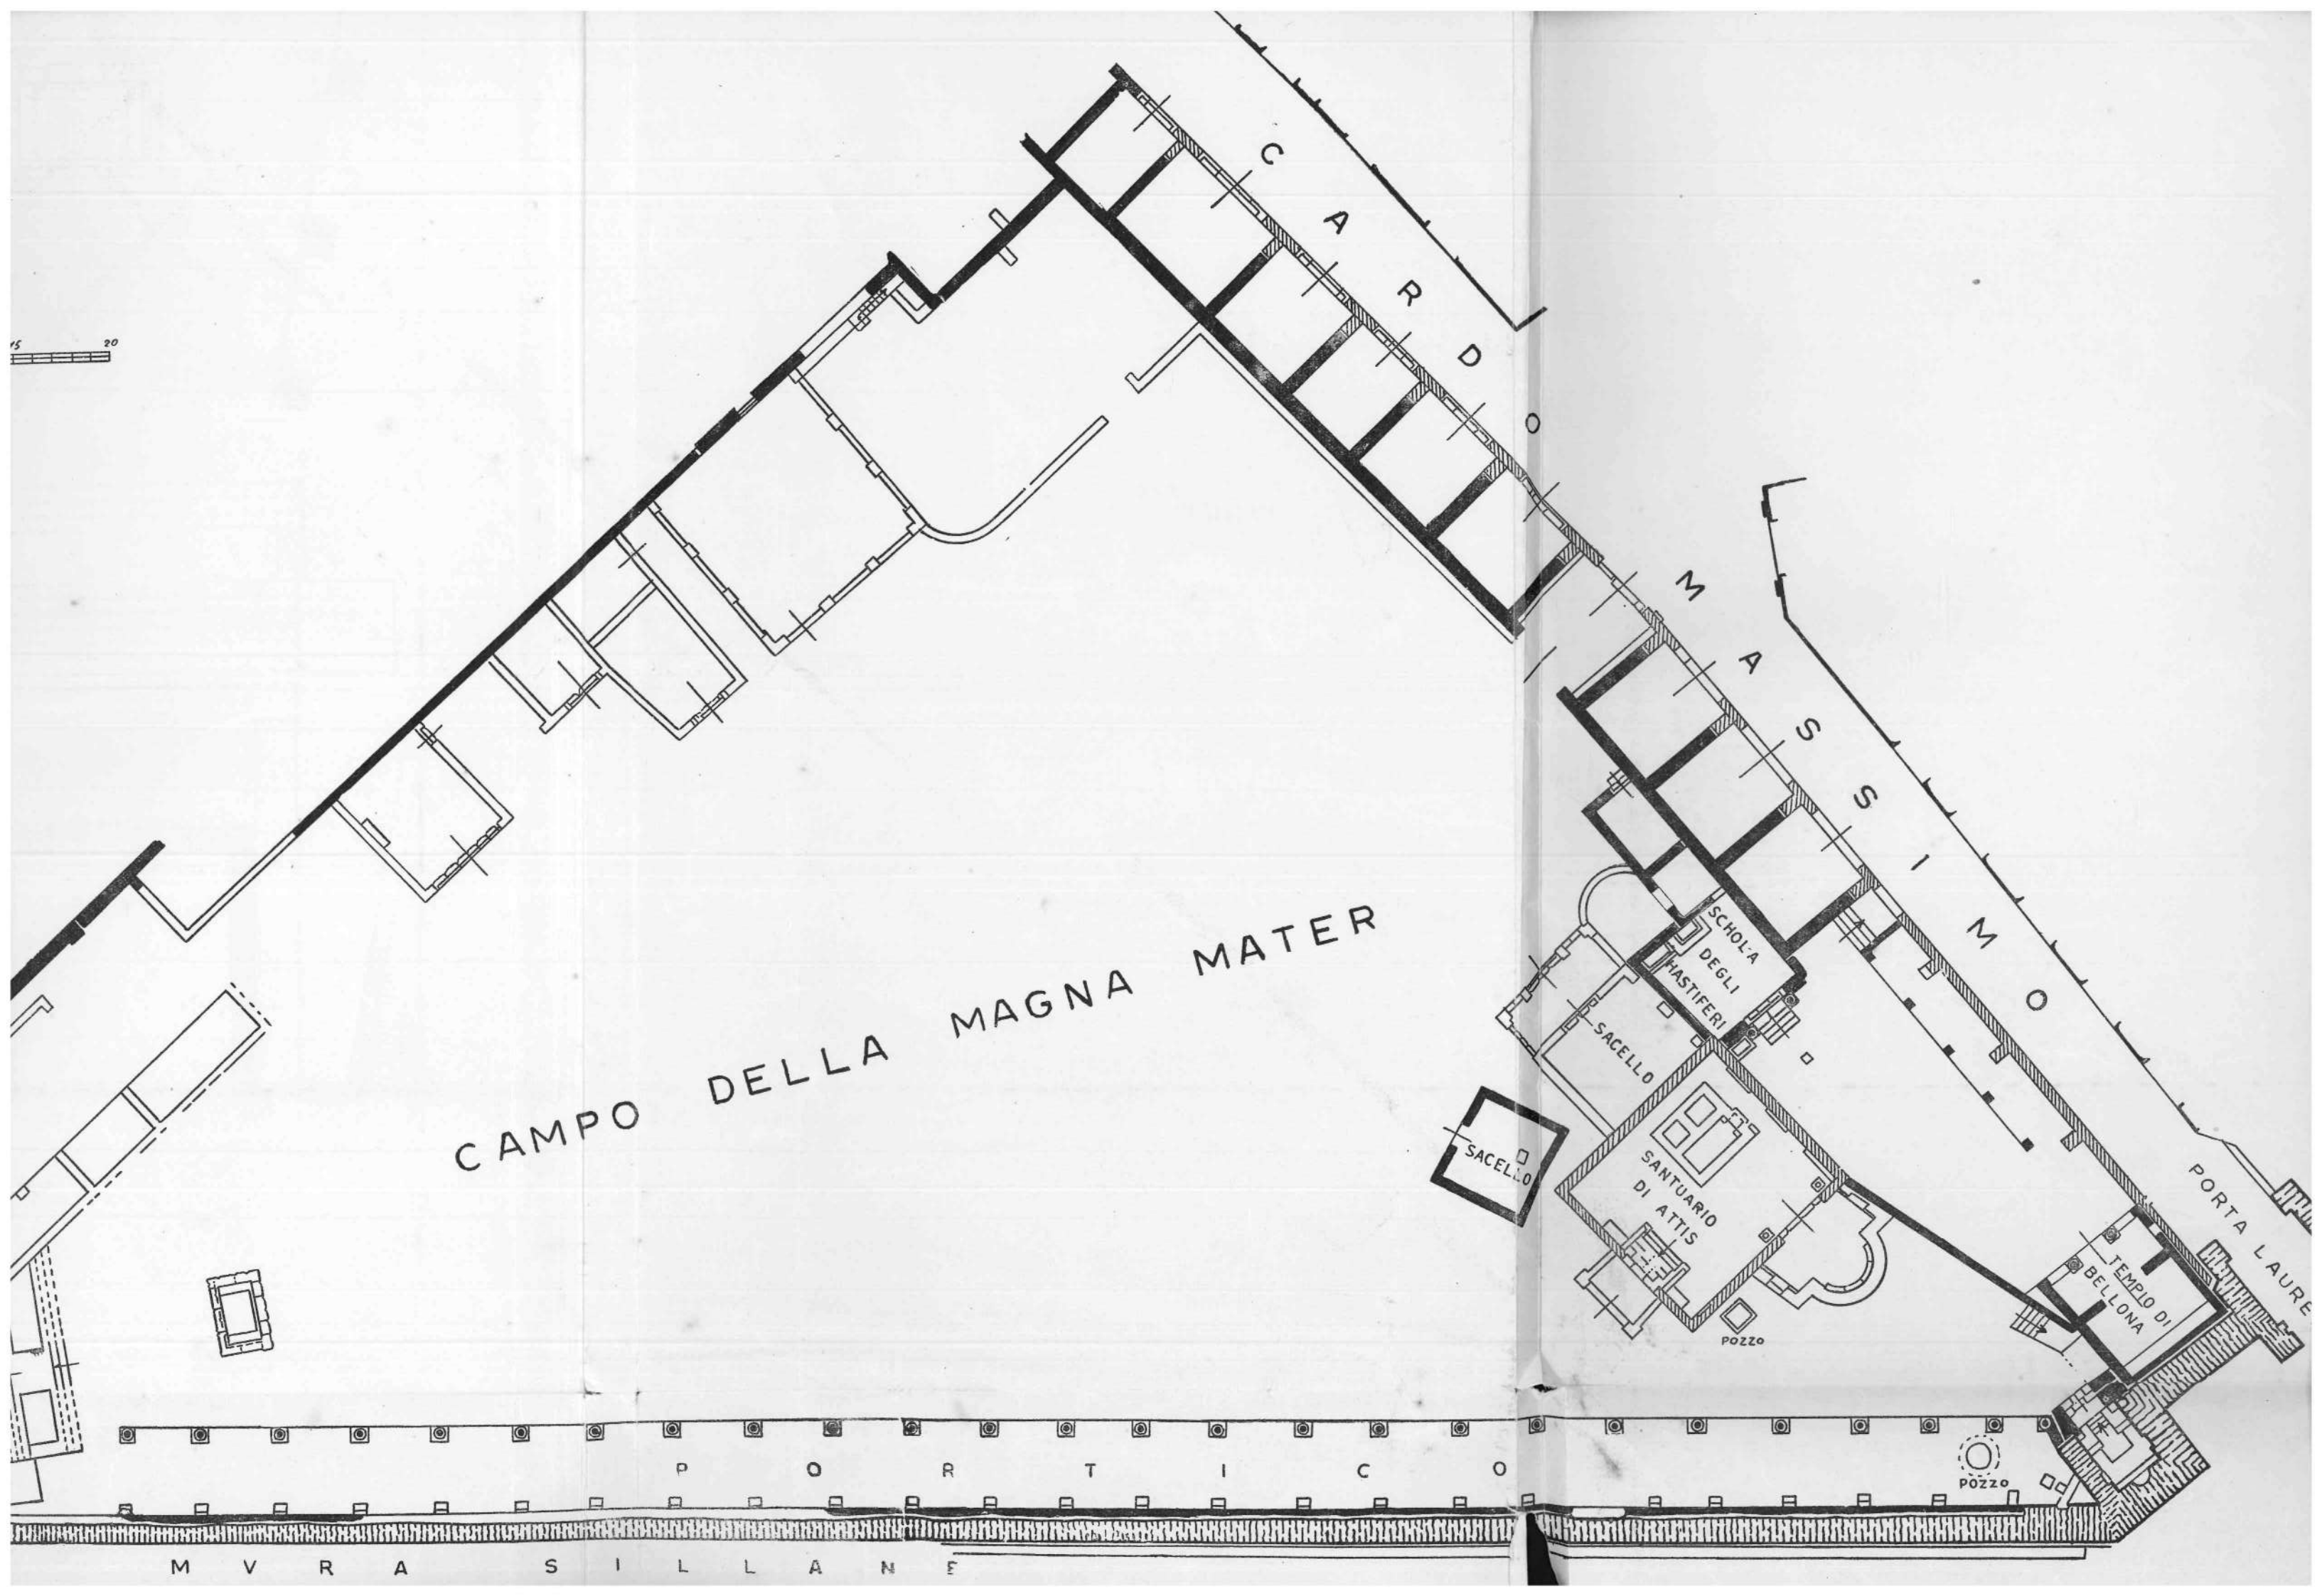 15 20
CARDO MASSIMO
SCHOLA
DEGLI
HASTIFERI
CAMPO DELLA MAGNA MATER
SACELLO
SACELLO
SANTUARIO
DI
ATTIS
PORTA LAURE
TEMPIO DI
BELLONA
POZZO
PORTICO
POZZO
MVRA SILLANE